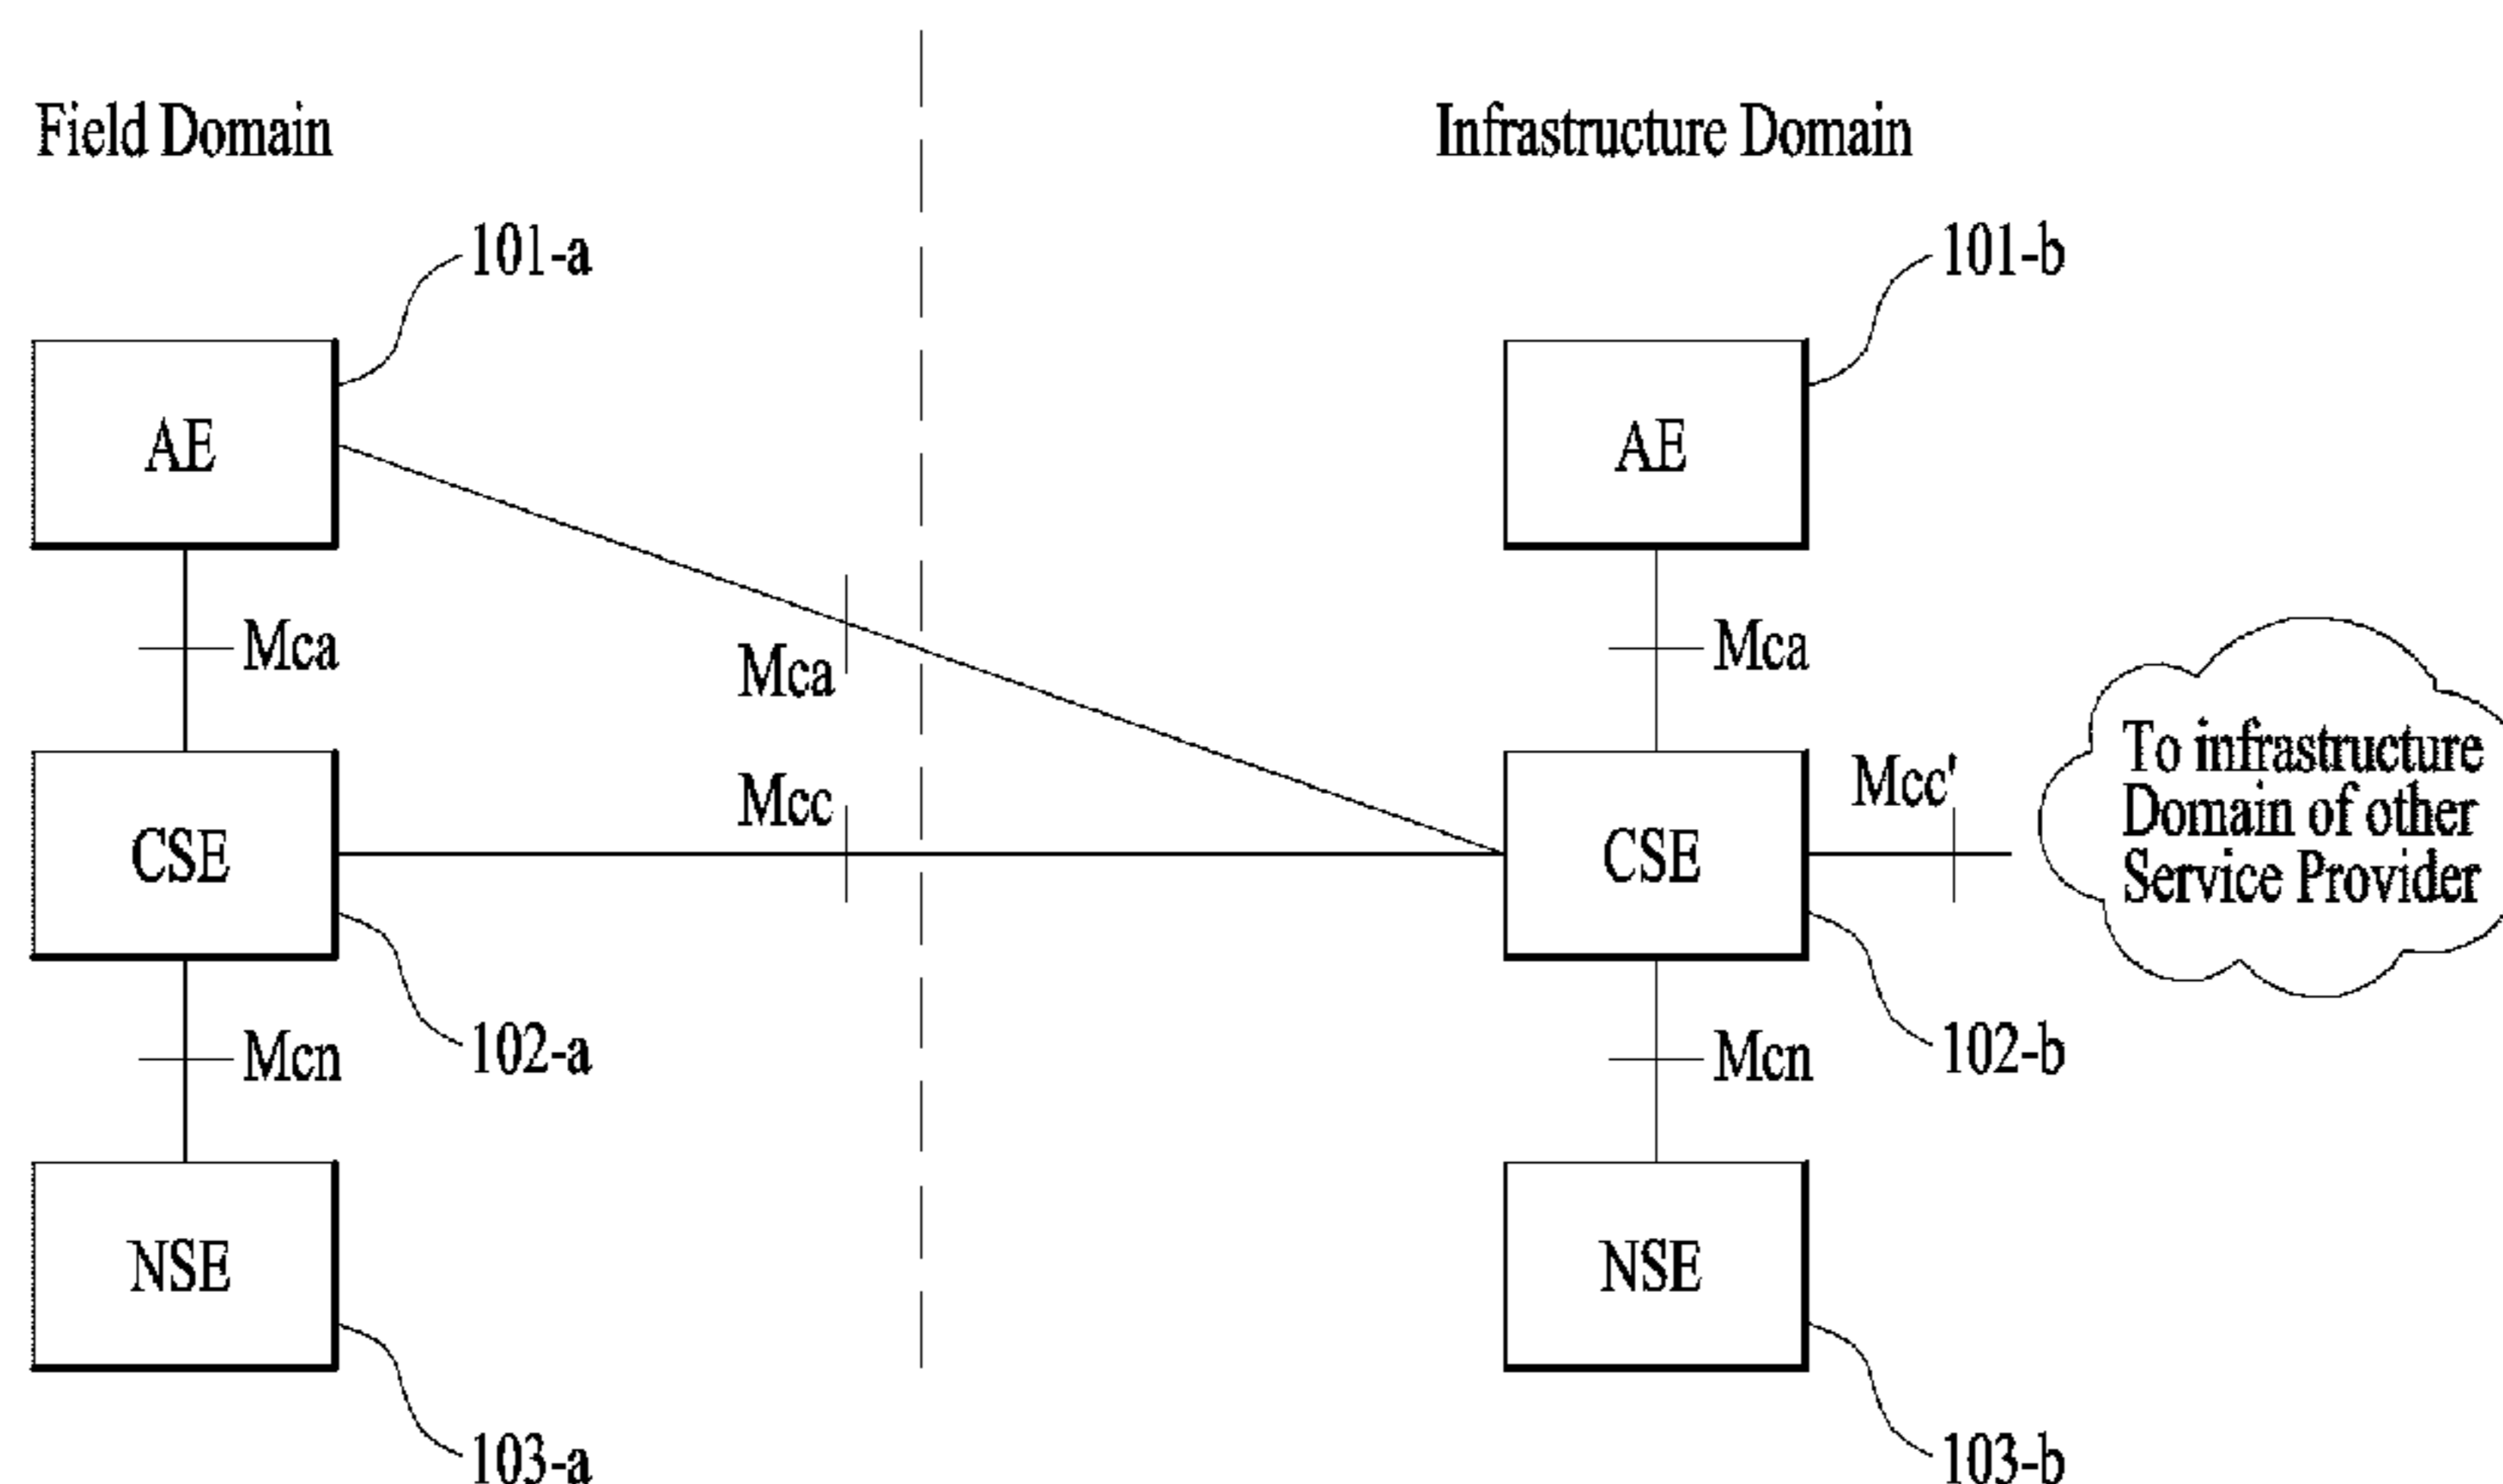 Field Domain
Infrastructure Domain
101-a
101-b
AE
AE
Mca
Mca
Mca
Mcc
Mcc'
To infrastructure
Domain of other
Service Provider
CSE
CSE
102-a
102-b
Mcn
Mcn
NSE
NSE
103-a
103-b